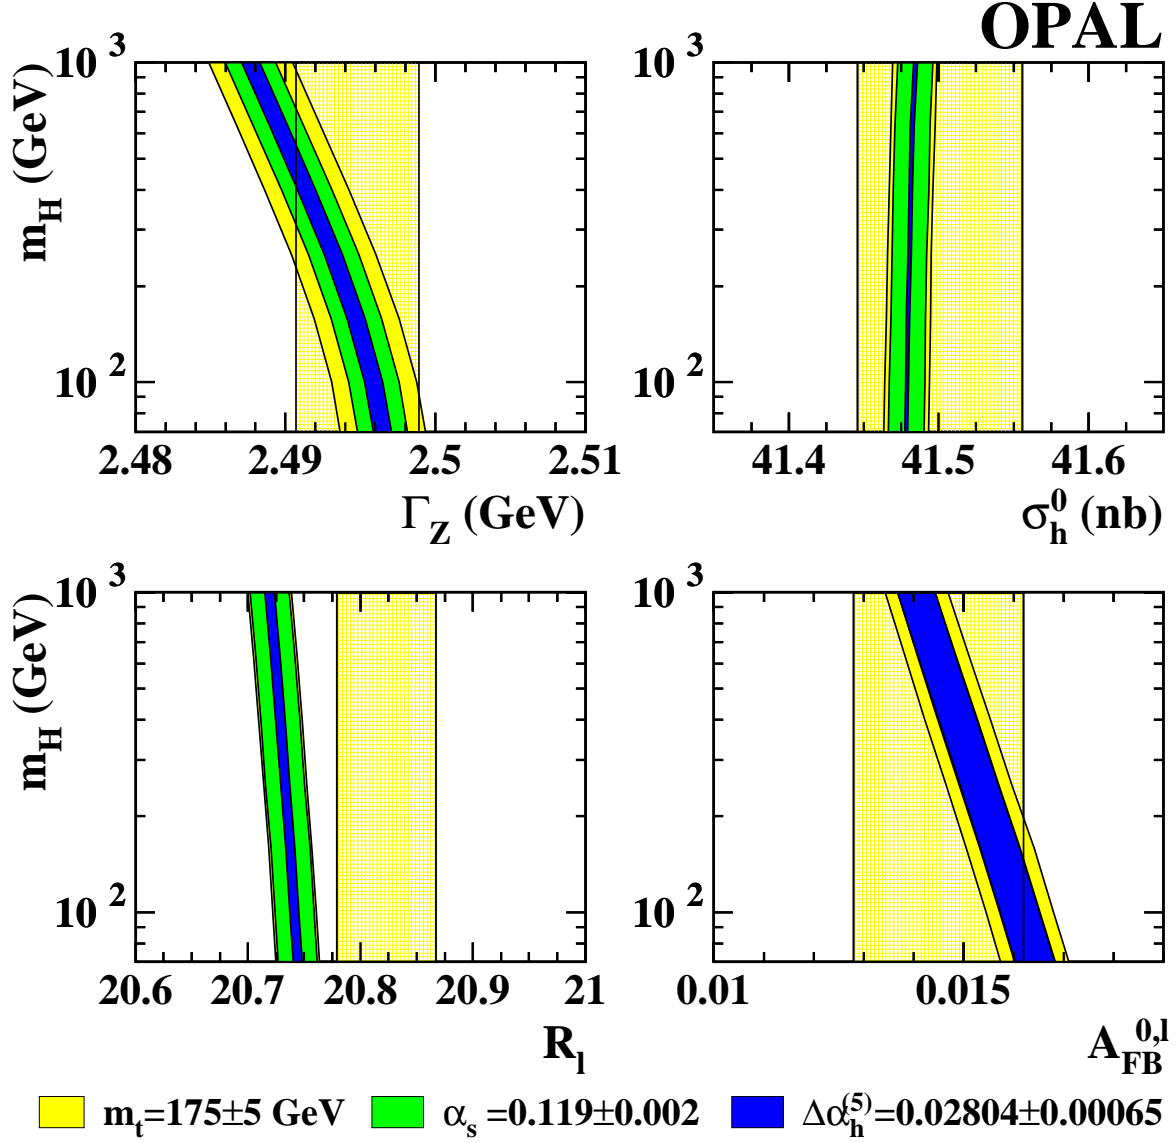 OPAL
10 3
10 2
m_H (GeV)
2.48 2.49 2.5 2.51
Γ_Z (GeV)
10 3
10 2
41.4 41.5 41.6
σ_h^0 (nb)
10 3
10 2
m_H (GeV)
20.6 20.7 20.8 20.9 21
R_l
10 3
10 2
0.01 0.015
A_FB^0,l
m_t=175±5 GeV α_s =0.119±0.002 Δα_h^(5)=0.02804±0.00065